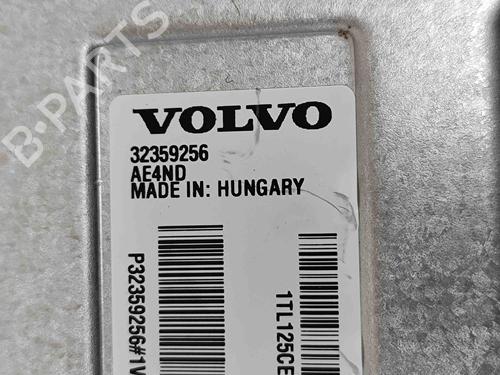 B-PARTS
VOLVO
32359256
AE4ND
MADE IN: HUNGARY
P32359256#1V
1TL125CE